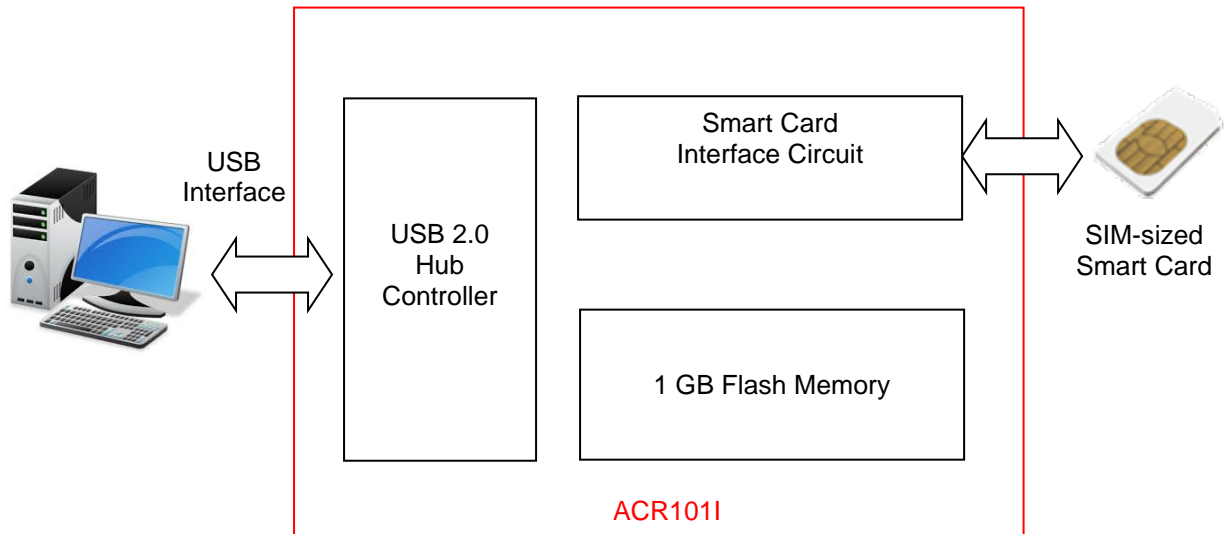 USB
Interface
USB 2.0
Hub
Controller
Smart Card
Interface Circuit
1 GB Flash Memory
SIM-sized
Smart Card
ACR101I